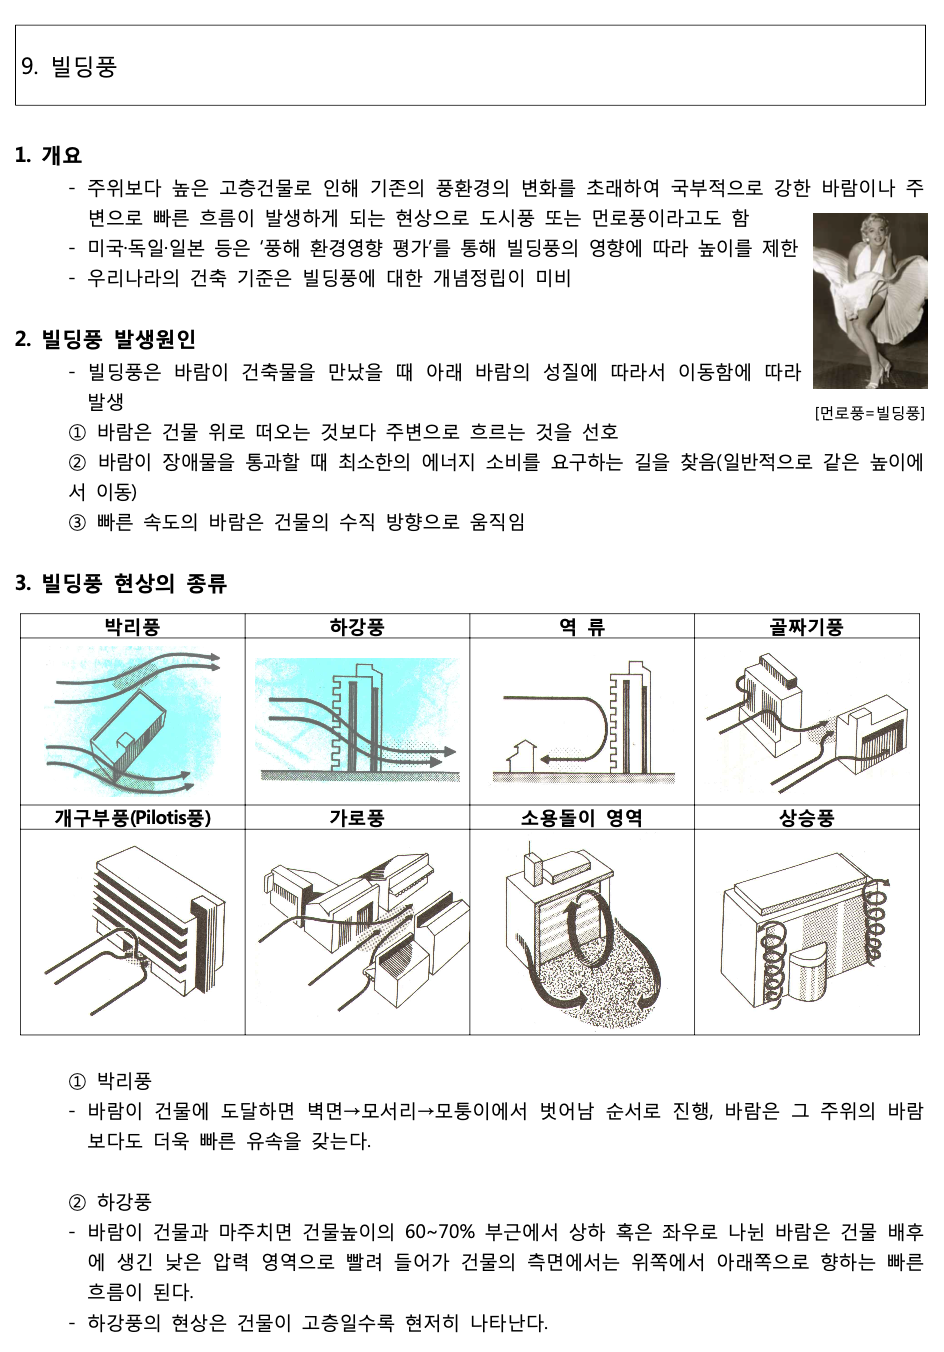 9. 빌딩풍
1. 개요
- 주위보다 높은 고층건물로 인해 기존의 풍환경의 변화를 초래하여 국부적으로 강한 바람이나 주
변으로 빠른 흐름이 발생하게 되는 현상으로 도시풍 또는 먼로풍이라고도 함
- 미국·독일·일본 등은 ‘풍해 환경영향 평가’를 통해 빌딩풍의 영향에 따라 높이를 제한
- 우리나라의 건축 기준은 빌딩풍에 대한 개념정립이 미비
2. 빌딩풍 발생원인
- 빌딩풍은 바람이 건축물을 만났을 때 아래 바람의 성질에 따라서 이동함에 따라
발생
[먼로풍=빌딩풍]
① 바람은 건물 위로 떠오는 것보다 주변으로 흐르는 것을 선호
② 바람이 장애물을 통과할 때 최소한의 에너지 소비를 요구하는 길을 찾음(일반적으로 같은 높이에
서 이동)
③ 빠른 속도의 바람은 건물의 수직 방향으로 움직임
3. 빌딩풍 현상의 종류
박리풍 하강풍 역 류 골짜기풍
개구부풍(Pilotis풍) 가로풍 소용돌이 영역 상승풍
① 박리풍
- 바람이 건물에 도달하면 벽면→모서리→모퉁이에서 벗어남 순서로 진행, 바람은 그 주위의 바람
보다도 더욱 빠른 유속을 갖는다.
② 하강풍
- 바람이 건물과 마주치면 건물높이의 60~70% 부근에서 상하 혹은 좌우로 나뉜 바람은 건물 배후
에 생긴 낮은 압력 영역으로 빨려 들어가 건물의 측면에서는 위쪽에서 아래쪽으로 향하는 빠른
흐름이 된다.
- 하강풍의 현상은 건물이 고층일수록 현저히 나타난다.